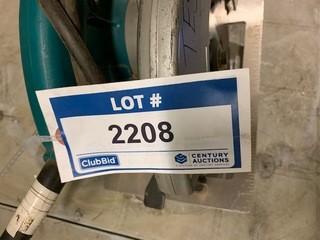 LOT #
2208
ClubBid
CENTURY
AUCTIONS